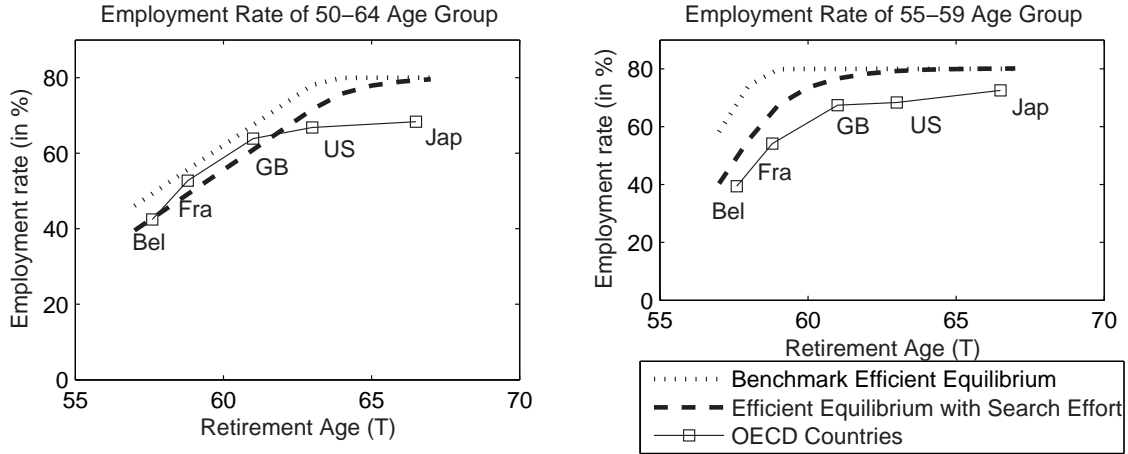 Employment Rate of 50−64 Age Group
Employment rate (in %)
80
60
40
20
0
55
60
65
70
Retirement Age (T)
Bel
Fra
GB
US
Jap
Employment Rate of 55−59 Age Group
Employment rate (in %)
80
60
40
20
0
55
60
65
70
Retirement Age (T)
Bel
Fra
GB
US
Jap
Benchmark Efficient Equilibrium
Efficient Equilibrium with Search Effort
OECD Countries